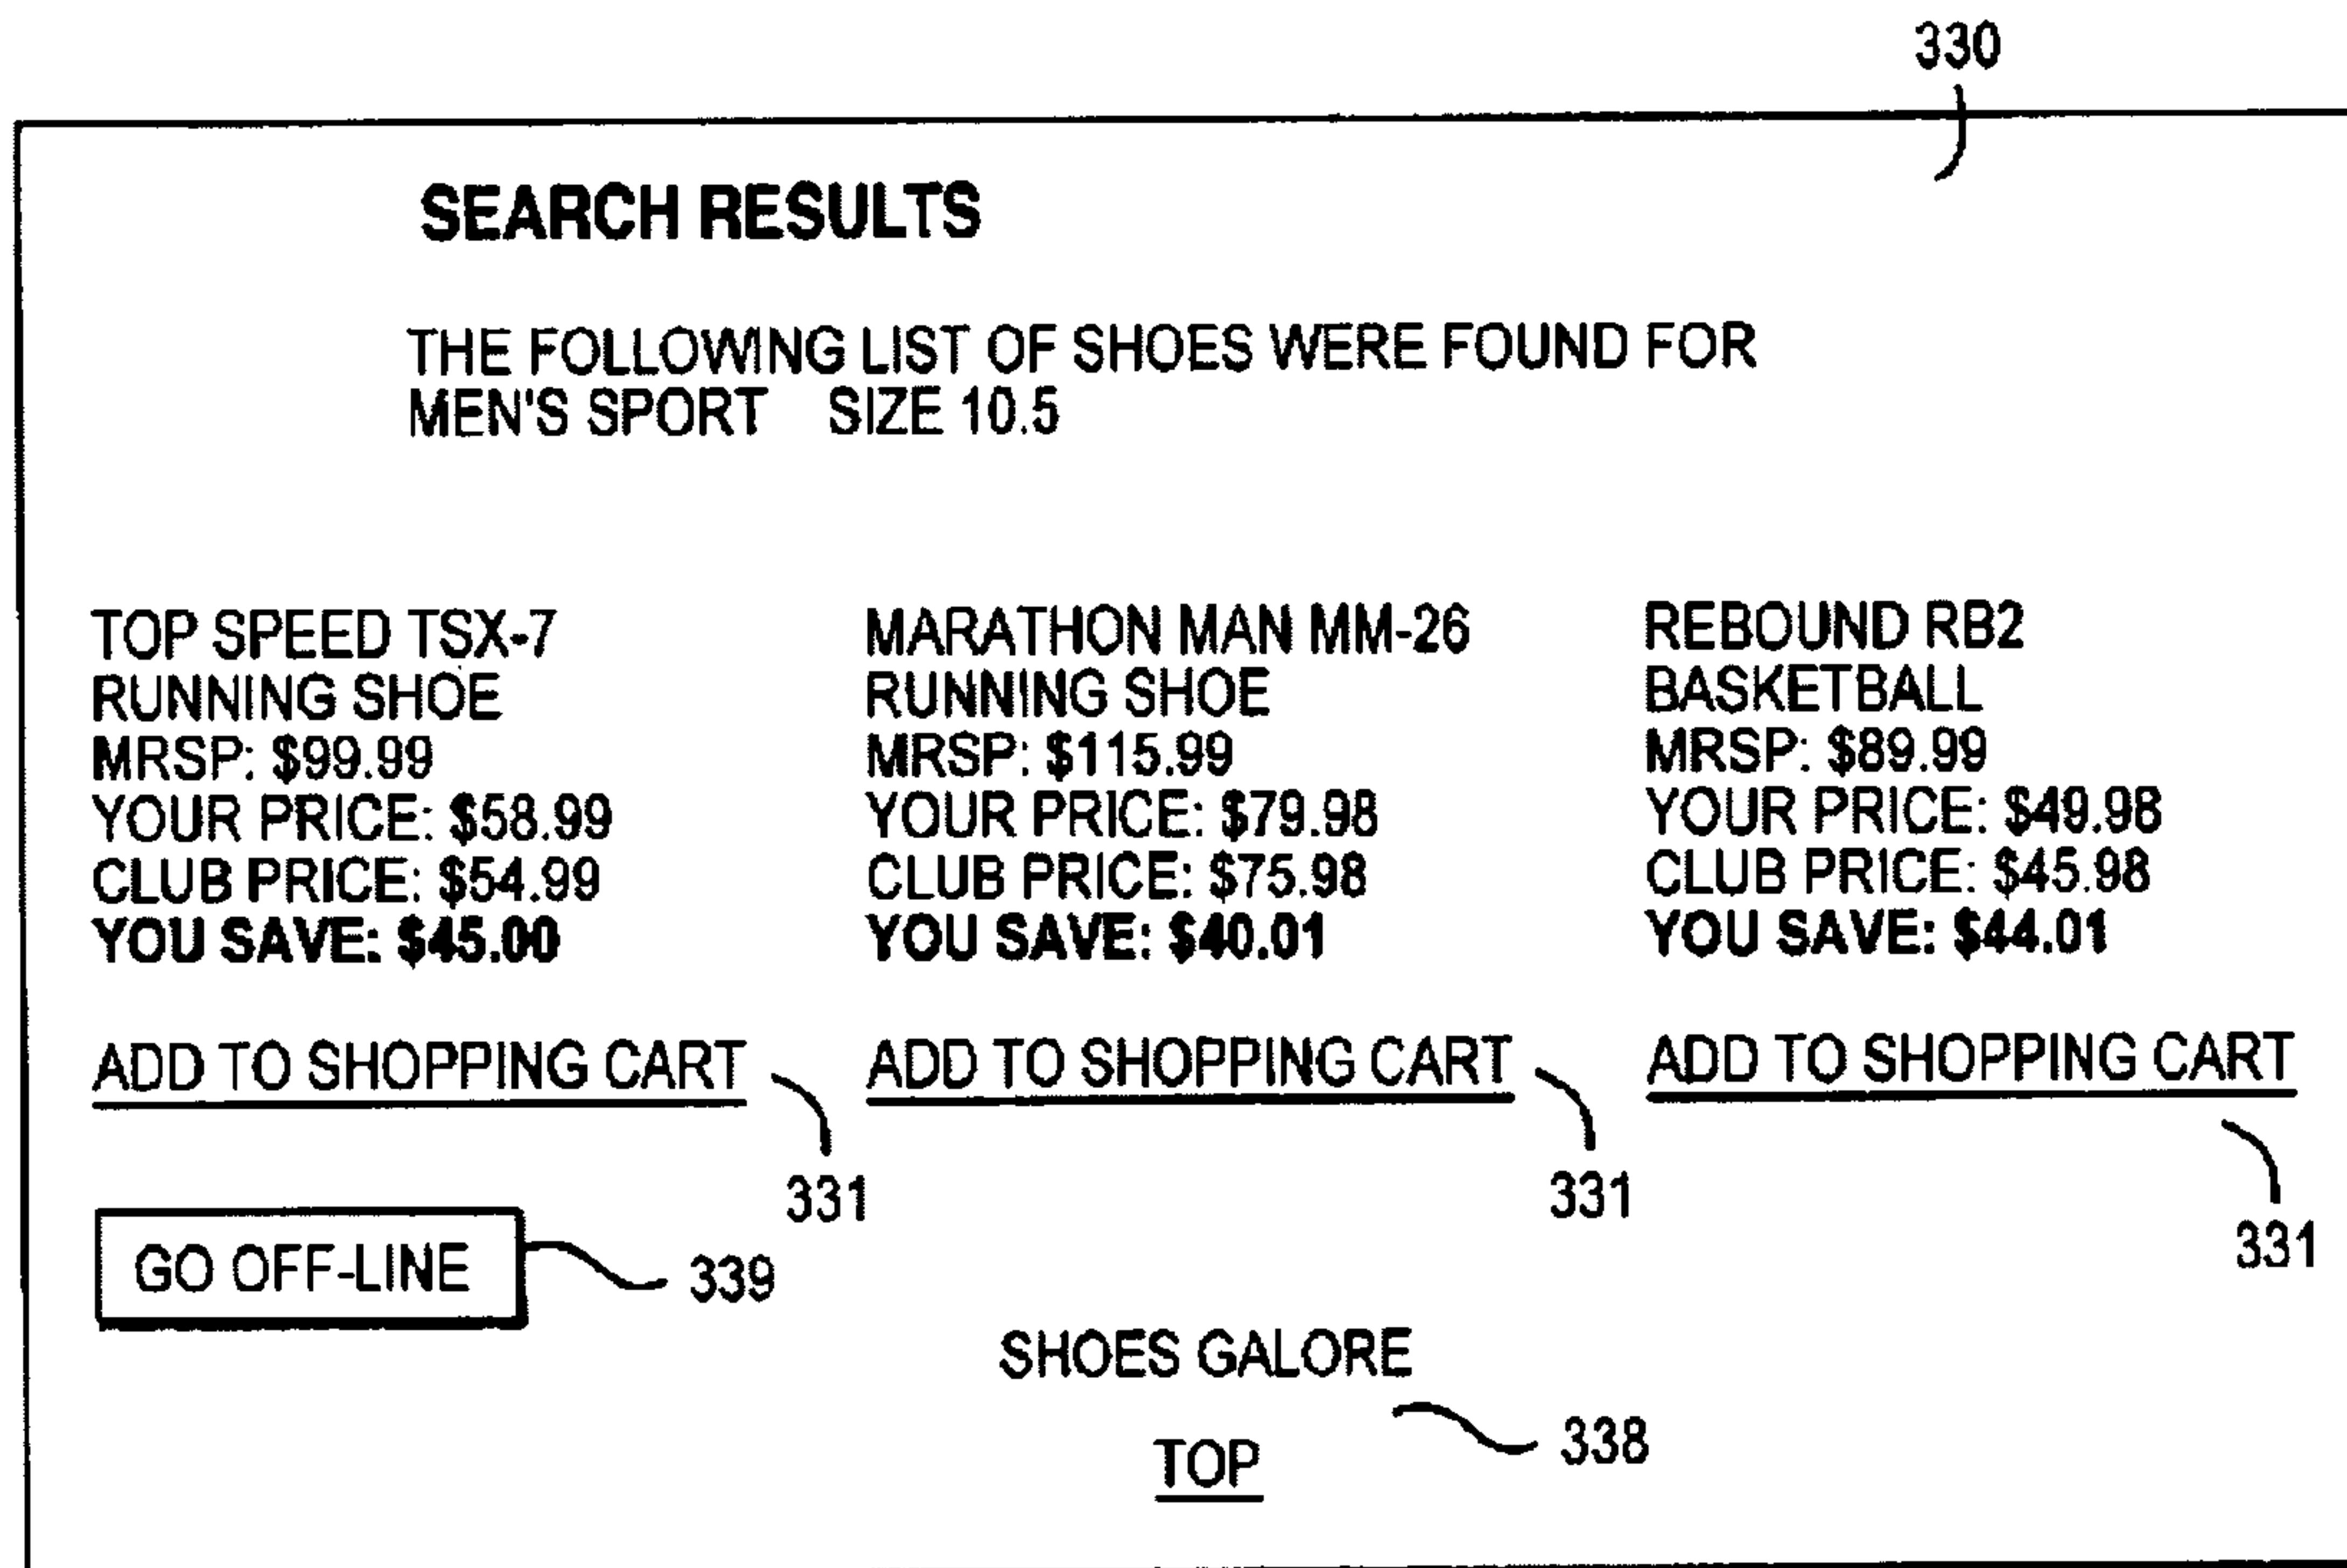 330
SEARCH RESULTS
THE FOLLOWING LIST OF SHOES WERE FOUND FOR
MEN'S SPORT SIZE 10.5
TOP SPEED TSX-7
RUNNING SHOE
MRSP: $99.99
YOUR PRICE: $58.99
CLUB PRICE: $54.99
YOU SAVE: $45.00
ADD TO SHOPPING CART
331
MARATHON MAN MM-26
RUNNING SHOE
MRSP: $115.99
YOUR PRICE: $79.98
CLUB PRICE: $75.98
YOU SAVE: $40.01
ADD TO SHOPPING CART
331
REBOUND RB2
BASKETBALL
MRSP: $89.99
YOUR PRICE: $49.98
CLUB PRICE: $45.98
YOU SAVE: $44.01
ADD TO SHOPPING CART
331
GO OFF-LINE
339
SHOES GALORE
338
TOP